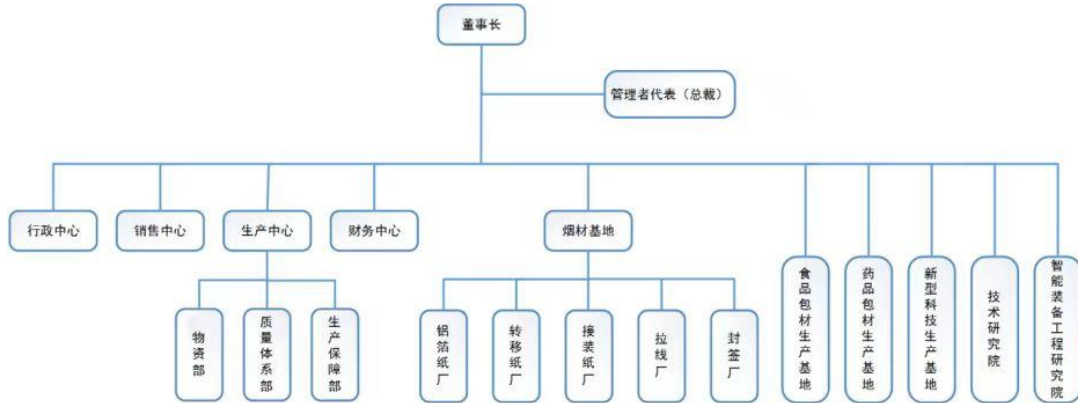 董事长
管理者代表（总裁）
行政中心
销售中心
生产中心
财务中心
烟材基地
食品包材生产基地
药品包材生产基地
新型科技生产基地
技术研究院
智能装备工程研究院
物资部
质量体系部
生产保障部
铝箔纸厂
转移纸厂
接装纸厂
拉线厂
封签厂